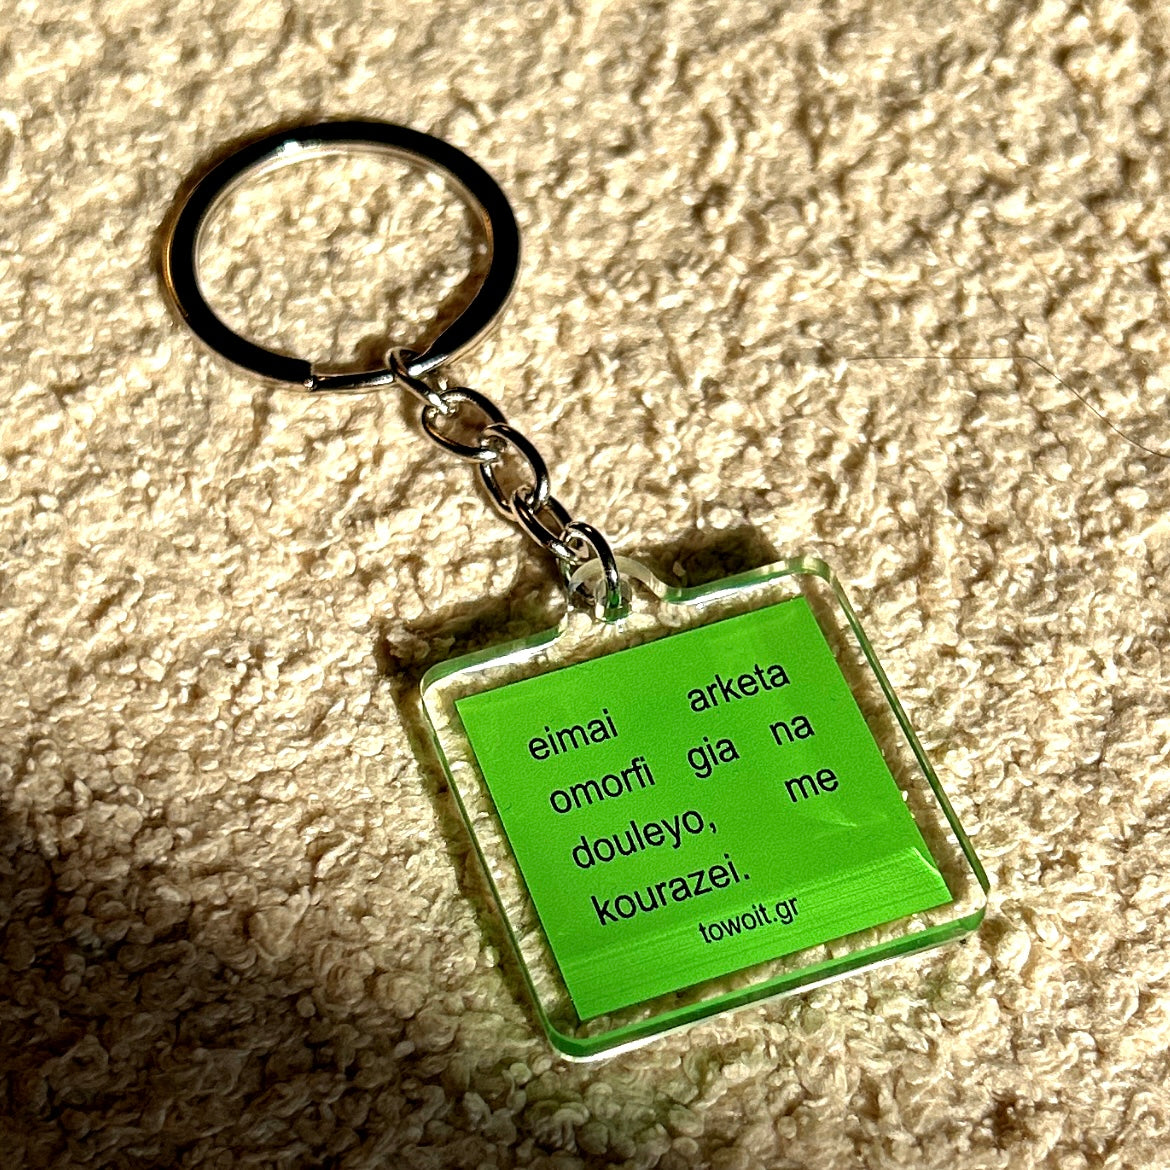 eimai arketa
omorfi gia na
douleyo, me
kourazei.
towoit.gr